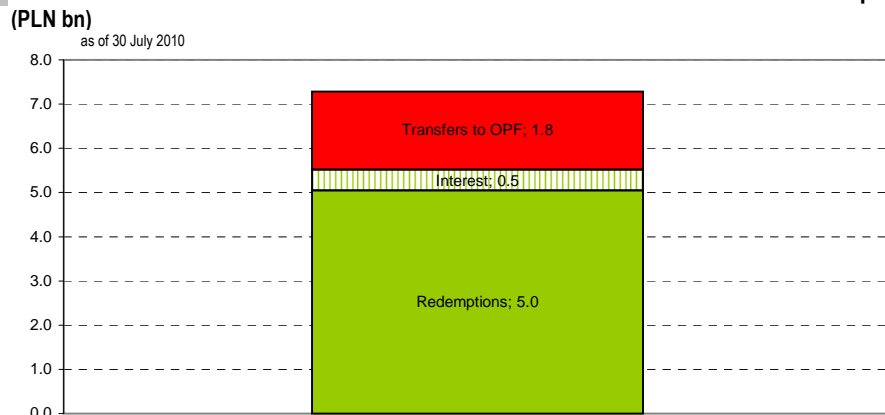 (PLN bn)
as of 30 July 2010
8.0
7.0
Transfers to OPF; 1.8
6.0
Interest; 0.5
5.0
4.0
3.0
Redemptions; 5.0
2.0
1.0
0.0